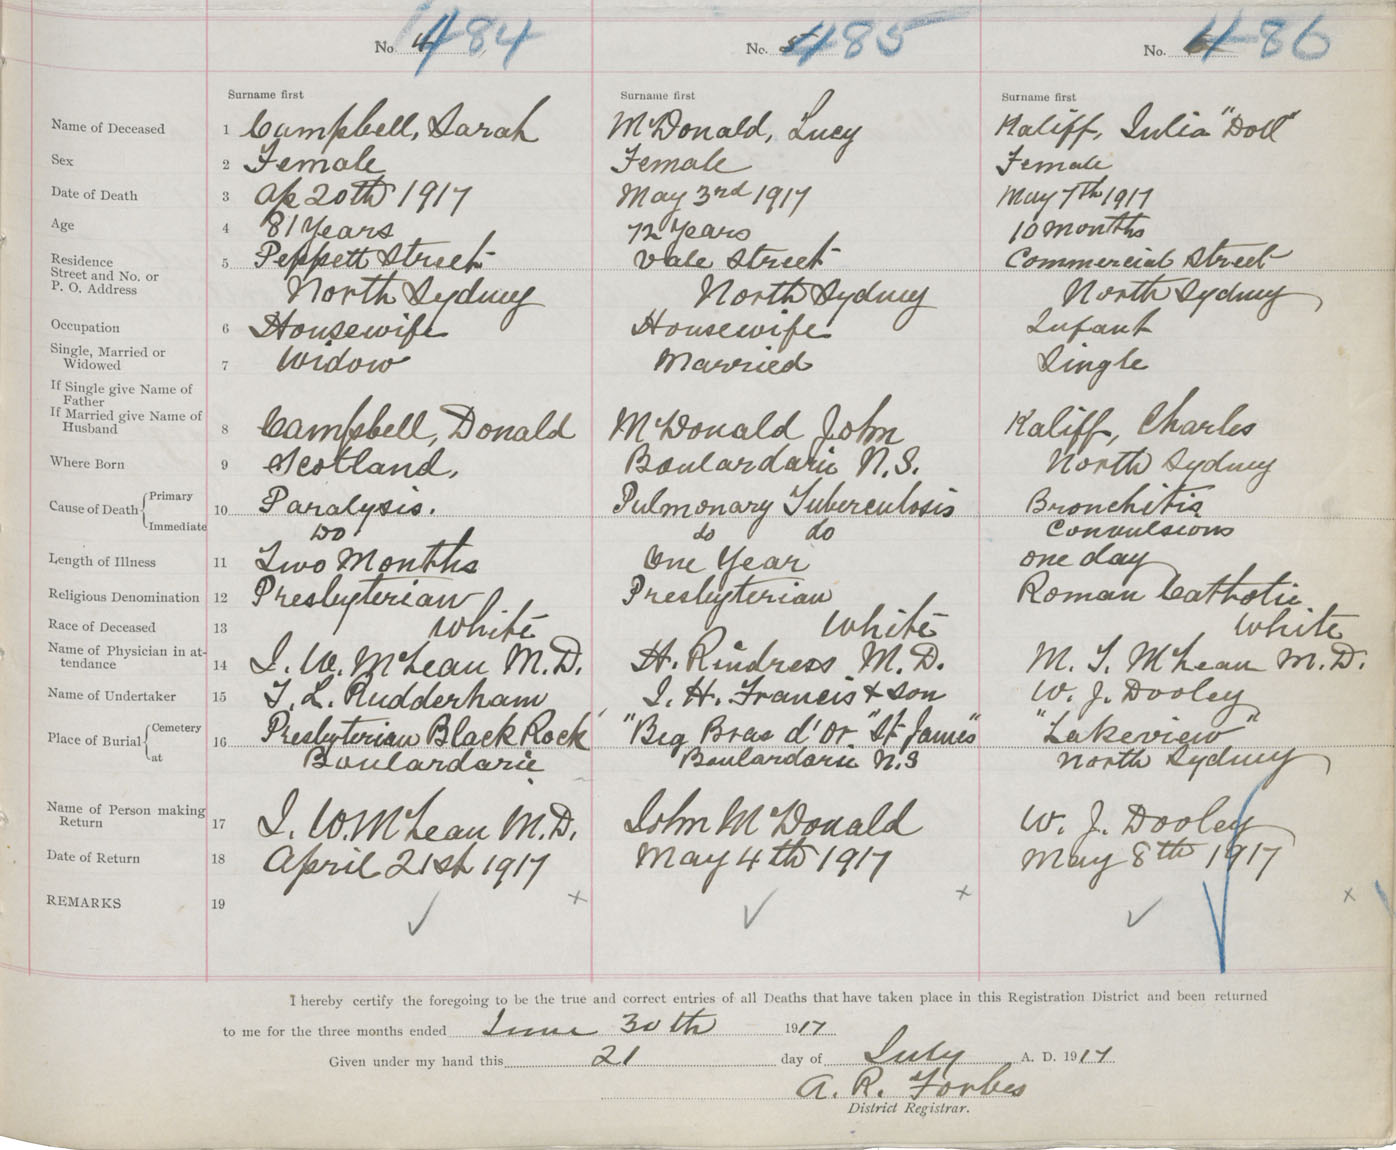 No. 4 484 No. 5 485 No. 486
Surname first Surname first Surname first
Name of Deceased 1 Campbell, Sarah McDonald, Lucy Kaliff, Julia "Doll"
Sex 2 Female Female Female
Date of Death 3 Ap 20th 1917 May 3rd 1917 May 7th 1917
Age 4 81 Years 72 Years 10 months
Residence
Street and No. or
P. O. Address
5 Peppett Street Vale Street Commercial Street
North Sydney North Sydney North Sydney
Occupation 6 Housewife Housewife Infant
Single, Married or
Widowed 7 Widow Married Single
If Single give Name of
Father
If Married give Name of
Husband 8 Campbell, Donald McDonald John Kaliff, Charles
Where Born 9 Scotland, Boulardarie N.S. North Sydney
Cause of Death Primary 10 Paralysis. Pulmonary Tuberculosis Bronchitis
Immediate Do do do Convulsions
Length of Illness 11 Two Months One Year one day
Religious Denomination 12 Presbyterian Presbyterian Roman Catholic
Race of Deceased 13 White White White
Name of Physician in at-
tendance 14 J. W. McLean M.D. H. Rindress M.D. M. T. McLean M.D.
Name of Undertaker 15 T. L. Rudderham J. H. Francis & son W. J. Dooley
Place of Burial Cemetery 16 Presbyterian Black Rock "Big Bras d'or "St James" "Lakeview"
at Boulardarie Boulardarie N.S North Sydney
Name of Person making
Return 17 J. W. McLean M.D. John McDonald W. J. Dooley
Date of Return 18 April 21st 1917 May 4th 1917 May 8th 1917
REMARKS 19
I hereby certify the foregoing to be the true and correct entries of all Deaths that have taken place in this Registration District and been returned
to me for the three months ended June 30th 1917
Given under my hand this 21 day of July A. D. 1917
A. R. Forbes
District Registrar.